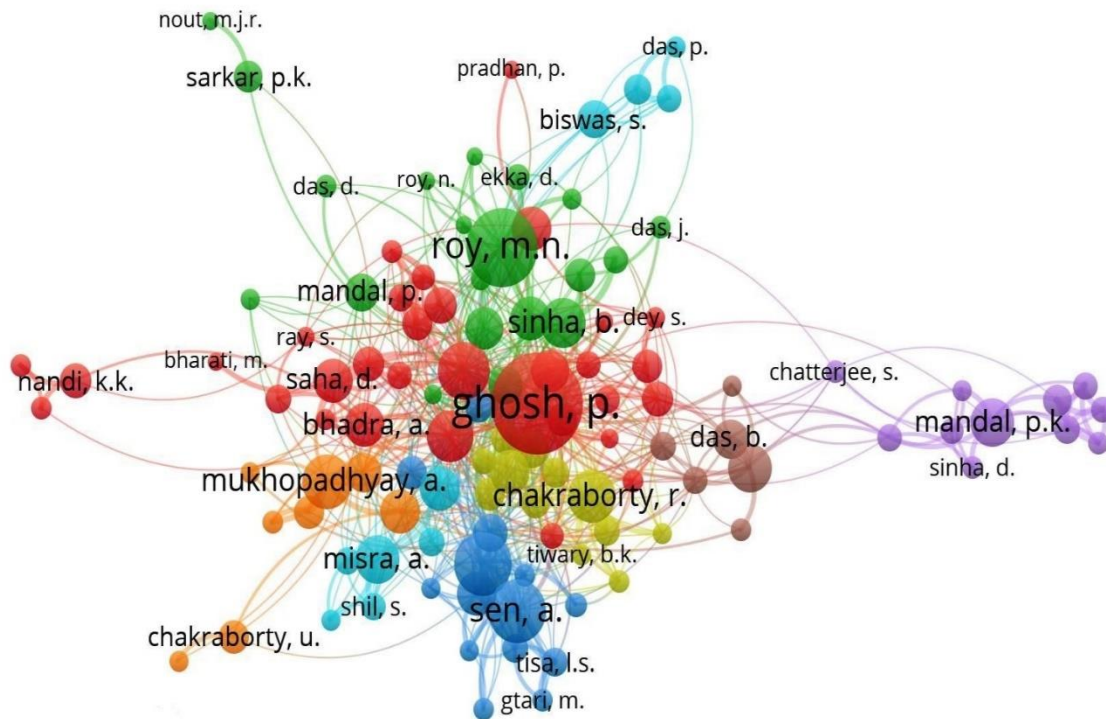 nout, m.j.r.
sarkar, p.k.
das, p.
pradhan, p.
biswas, s.
das, d.
roy, n.
ekka, d.
das, j.
roy, m.n.
mandal, p.
sinha, b.
dey, s.
ray, s.
bharati, m.
nandi, k.k.
saha, d.
chatterjee, s.
ghosh, p.
bhadra, a.
das, b.
mandal, p.k.
sinha, d.
mukhopadhyay, a.
chakraborty, r.
misra, a.
tiwary, b.k.
shil, s.
sen, a.
chakraborty, u.
tisa, l.s.
gtari, m.